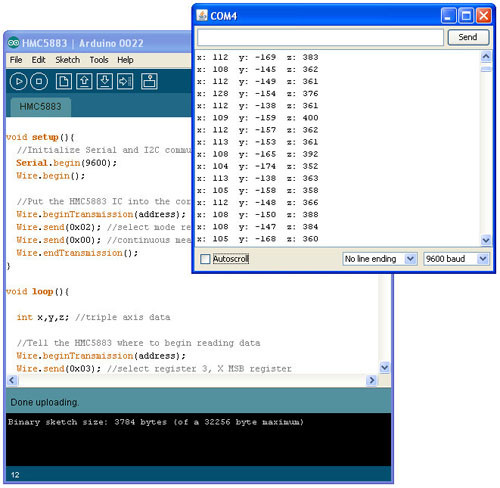 COM4
Send
x: 112  y: -169  z: 383
x: 108  y: -145  z: 362
x: 112  y: -149  z: 361
x: 128  y: -154  z: 376
x: 112  y: -138  z: 361
x: 109  y: -159  z: 400
x: 112  y: -157  z: 362
x: 113  y: -153  z: 361
x: 108  y: -165  z: 392
x: 104  y: -174  z: 352
x: 113  y: -138  z: 363
x: 105  y: -158  z: 358
x: 112  y: -148  z: 366
x: 108  y: -150  z: 388
x: 108  y: -147  z: 384
x: 105  y: -168  z: 360
Autoscroll
No line ending
9600 baud
HMC5883 | Arduino 0022
File Edit Sketch Tools Help
HMC5883
void setup(){
//Initialize Serial and I2C commu
Serial.begin(9600);
Wire.begin();
//Put the HMC5883 IC into the cor
Wire.beginTransmission(address);
Wire.send(0x02); //select mode re
Wire.send(0x00); //continuous mea
Wire.endTransmission();
}
void loop(){
int x,y,z; //triple axis data
//Tell the HMC5883 where to begin reading data
Wire.beginTransmission(address);
Wire.send(0x03); //select register 3, X MSB register
Done uploading.
Binary sketch size: 3784 bytes (of a 32256 byte maximum)
12